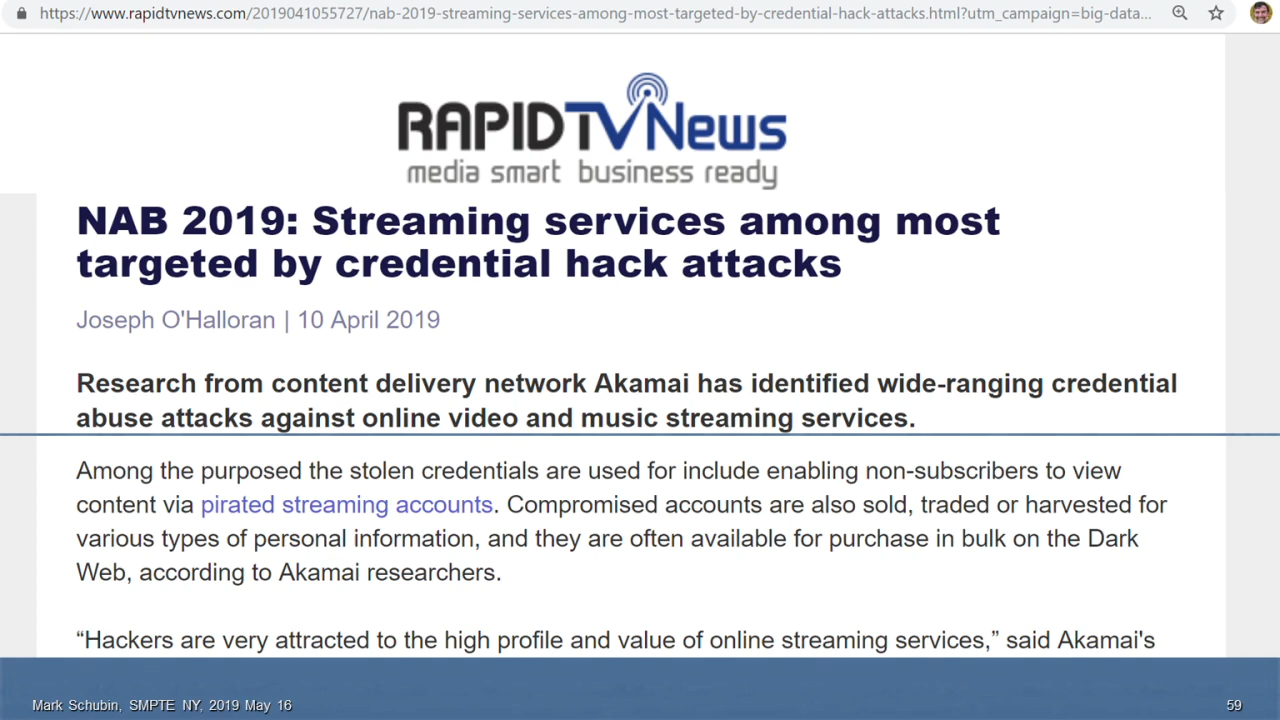 https://www.rapidtvnews.com/2019041055727/nab-2019-streaming-services-among-most-targeted-by-credential-hack-attacks.html?utm_campaign=big-data...
RAPIDTVNews
media smart business ready
NAB 2019: Streaming services among most
targeted by credential hack attacks
Joseph O'Halloran | 10 April 2019
Research from content delivery network Akamai has identified wide-ranging credential
abuse attacks against online video and music streaming services.
Among the purposed the stolen credentials are used for include enabling non-subscribers to view
content via pirated streaming accounts. Compromised accounts are also sold, traded or harvested for
various types of personal information, and they are often available for purchase in bulk on the Dark
Web, according to Akamai researchers.
“Hackers are very attracted to the high profile and value of online streaming services,” said Akamai's
Mark Schubin, SMPTE NY, 2019 May 16
59